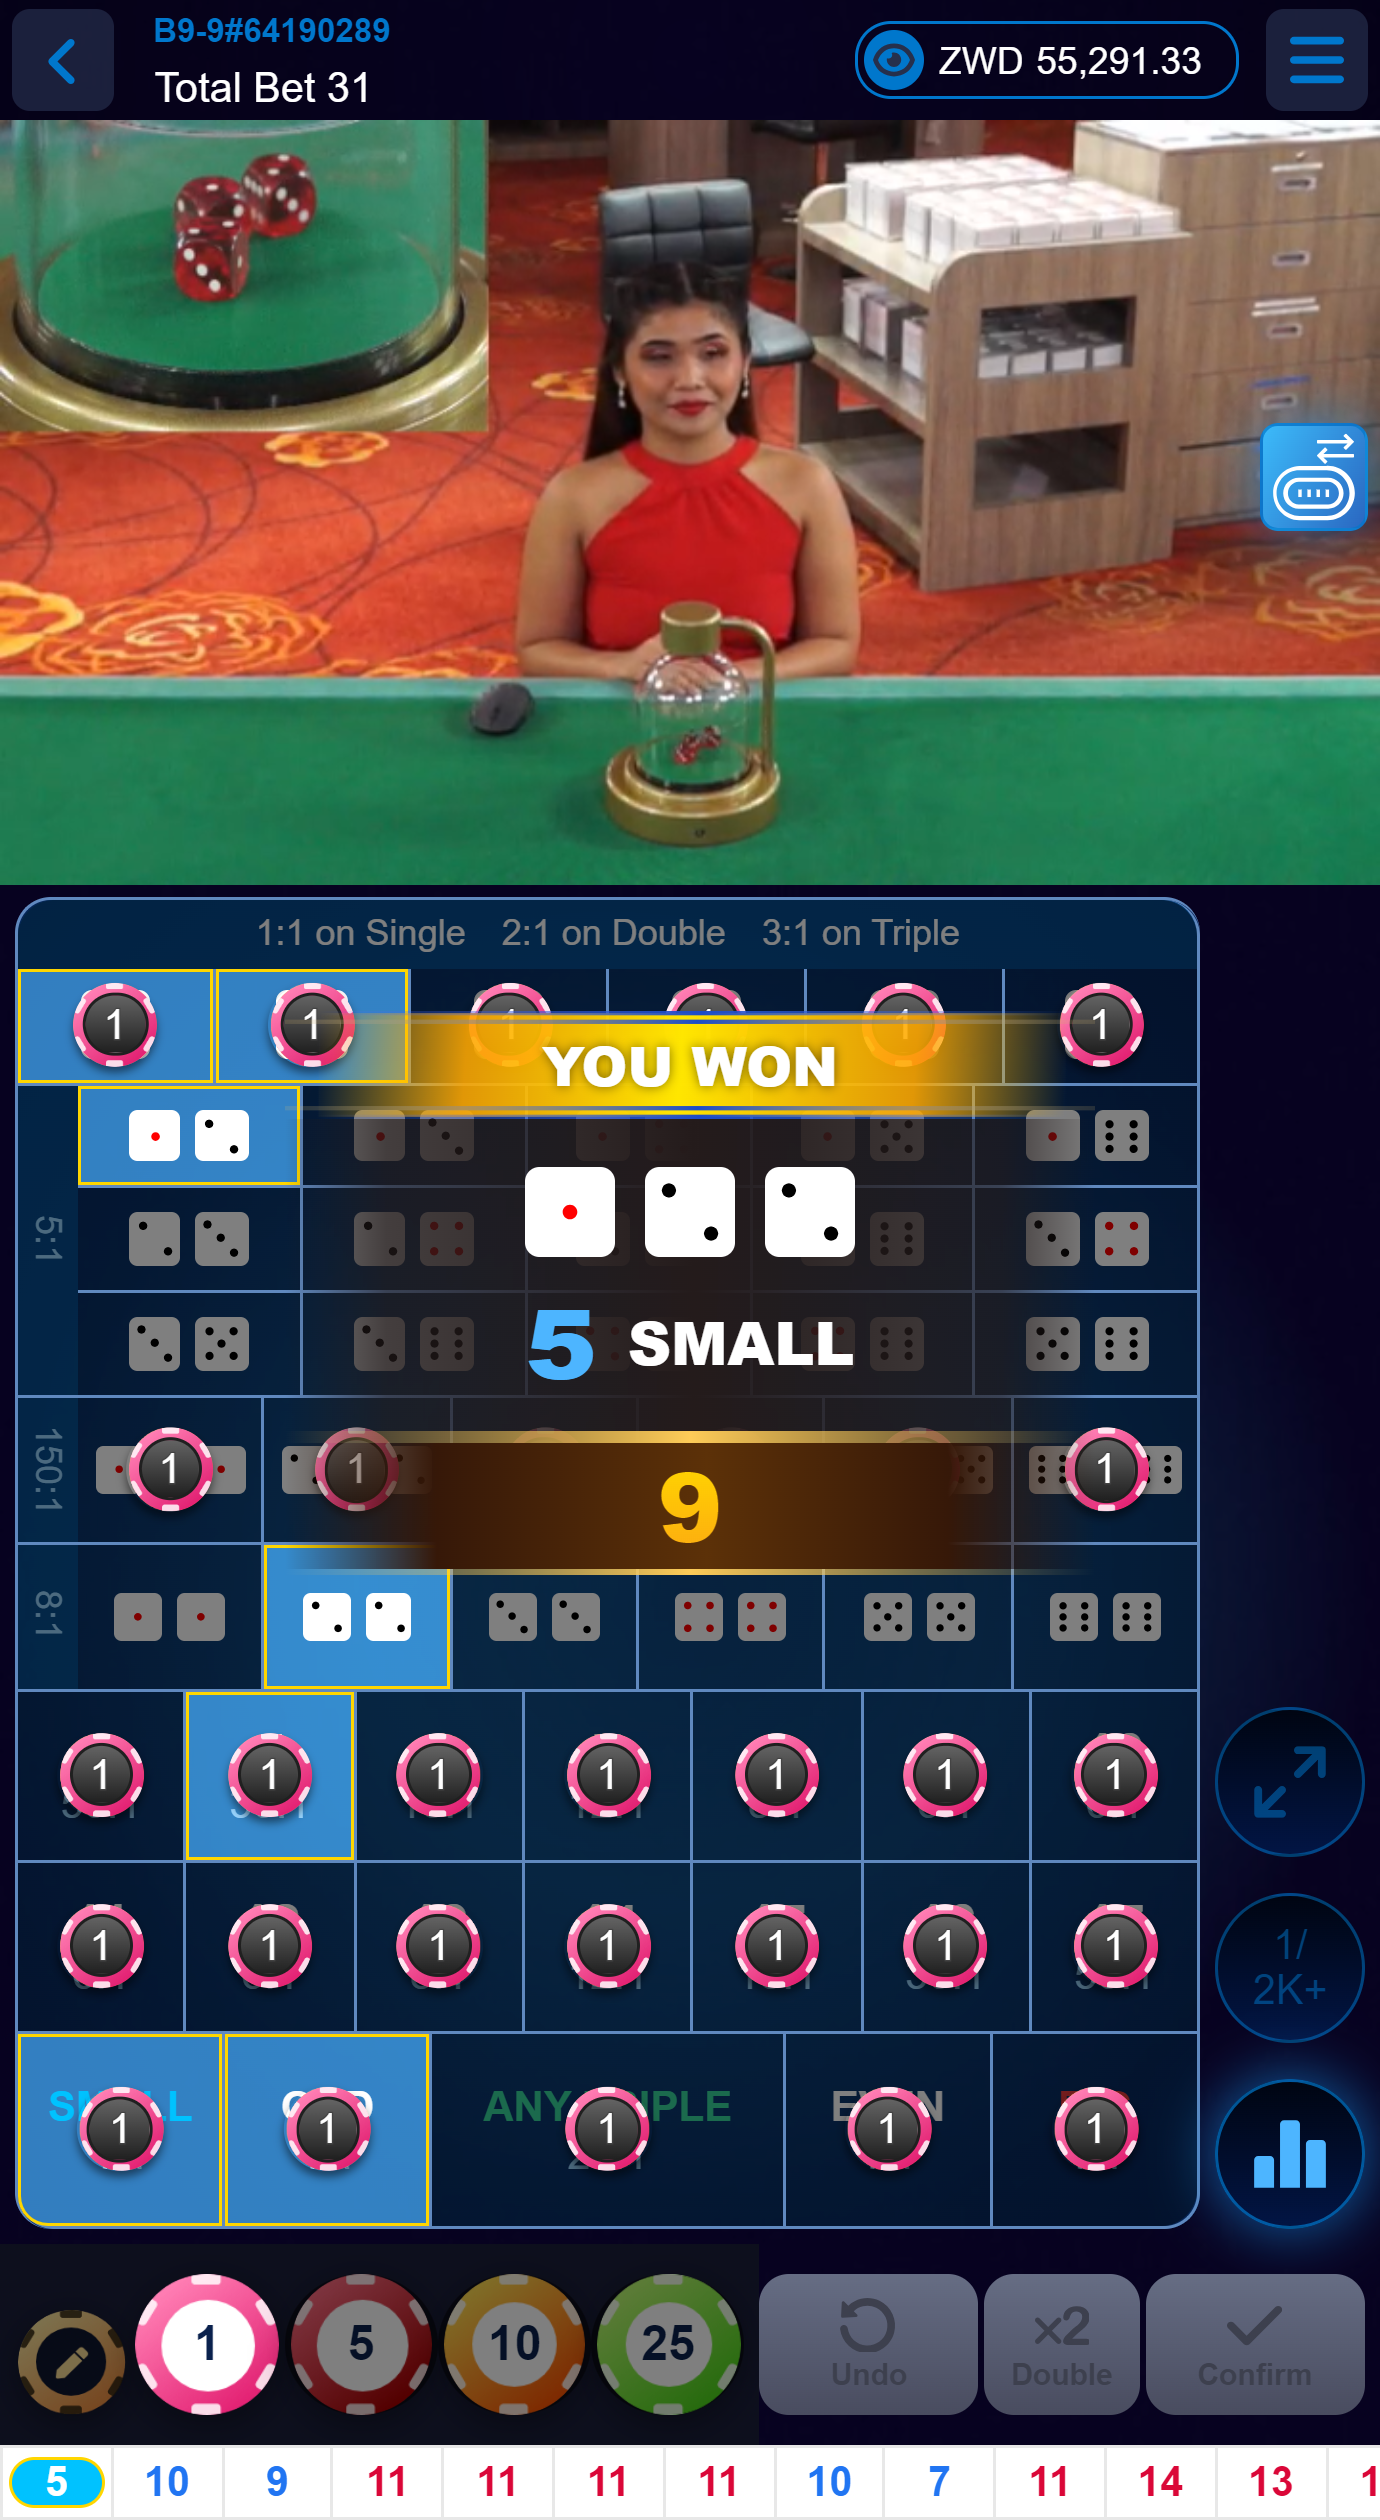 B9-9#64190289
Total Bet 31
ZWD 55,291.33
1:1 on Single 2:1 on Double 3:1 on Triple
1 1 1
YOU WON
5:1
5 SMALL
150:1
1 1 1
9
8:1
1 1 1 1 1 1 1
1 1 1 1 1 1 1
ANY
1 1 1 1 1
1/
2K+
1 5 10 25
x2
Undo Double Confirm
5 10 9 11 11 11 11 10 7 11 14 13